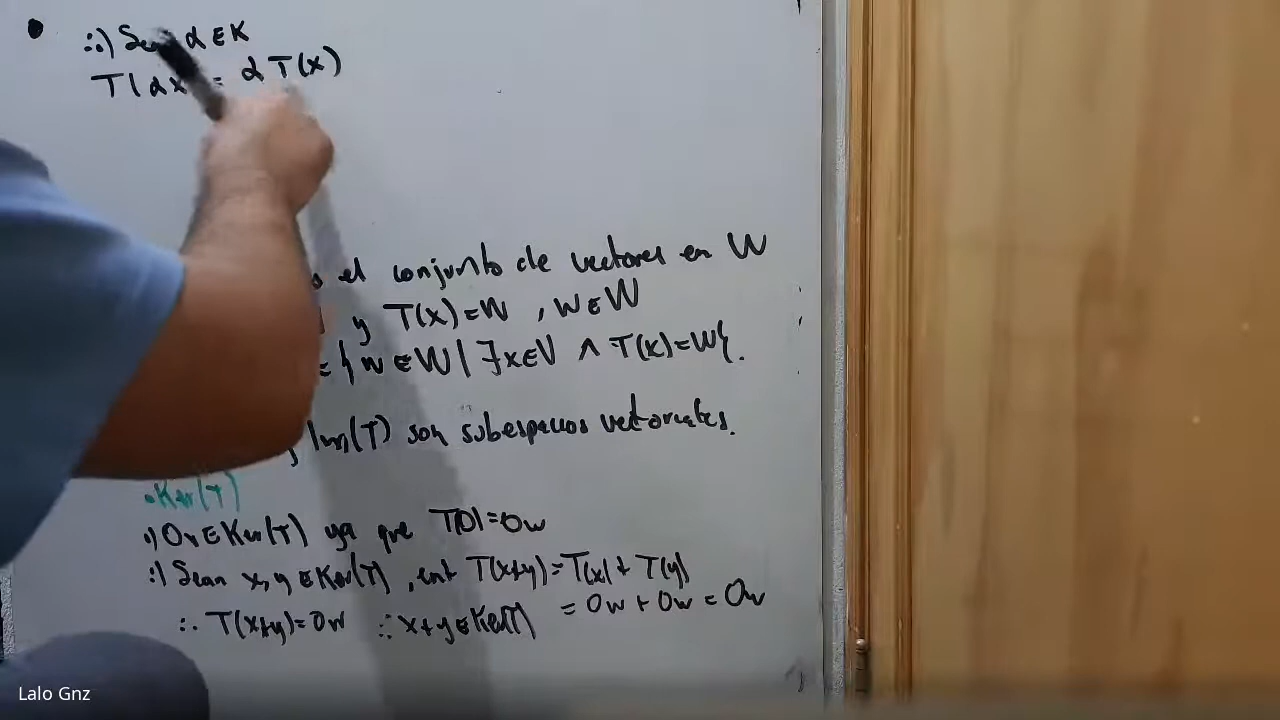 ∴) Sea α ∈ K
T(αx) = αT(x)
el conjunto de vectores en W
y T(x)=w , w∈W
= { w ∈ W | ∃x∈V ∧ T(x)=w}.
y Im(T) son subespacios vectoriales.
•Ker(T)
·) 0v∈Ker(T) ya que T(0)=0w
:) Sean x,y∈Ker(T), ent T(x+y)=T(x)+T(y)
= 0w + 0w = 0w
∴ T(x+y)=0w ∴ x+y∈Ker(T)
Lalo Gnz